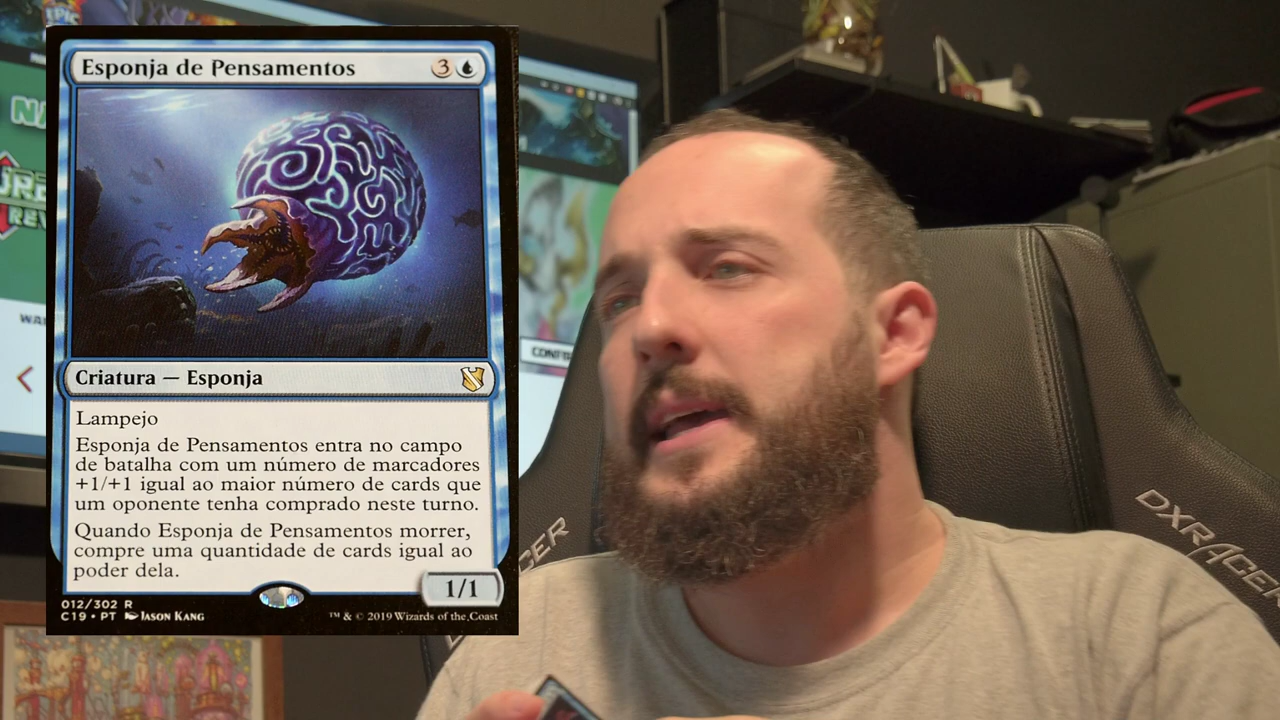 Esponja de Pensamentos 3
Criatura — Esponja
Lampejo
Esponja de Pensamentos entra no campo
de batalha com um número de marcadores
+1/+1 igual ao maior número de cards que
um oponente tenha comprado neste turno.
Quando Esponja de Pensamentos morrer,
compre uma quantidade de cards igual ao
poder dela.
1/1
012/302 R
C19 • PT JASON KANG
™ & © 2019 Wizards of the Coast
EPIC
DXRACER